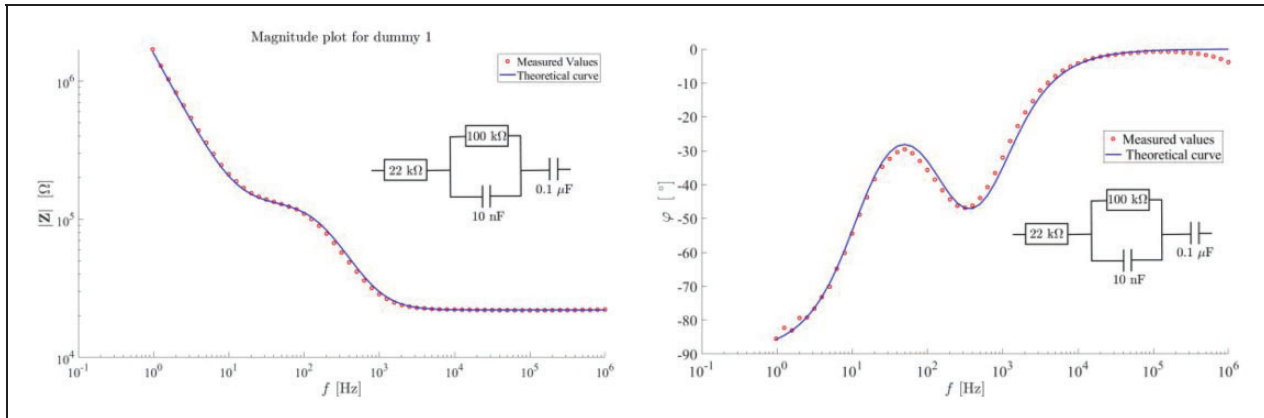 Magnitude plot for dummy 1
Measured Values
Theoretical curve
10^6
10^5
10^4
|Z| [Ω]
100 kΩ
22 kΩ
10 nF
0.1 μF
10^-1 10^0 10^1 10^2 10^3 10^4 10^5 10^6
f [Hz]
0
-10
-20
-30
-40
-50
-60
-70
-80
-90
φ [°]
Measured values
Theoretical curve
100 kΩ
22 kΩ
10 nF
0.1 μF
10^-1 10^0 10^1 10^2 10^3 10^4 10^5 10^6
f [Hz]